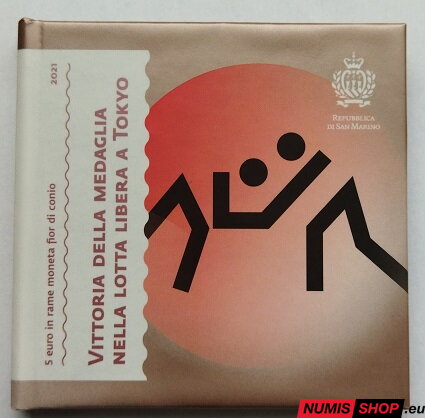 2021
VITTORIA DELLA MEDAGLIA
NELLA LOTTA LIBERA A TOKYO
5 euro in rame moneta fior di conio
REPUBBLICA
DI SAN MARINO
NUMIS SHOP.eu